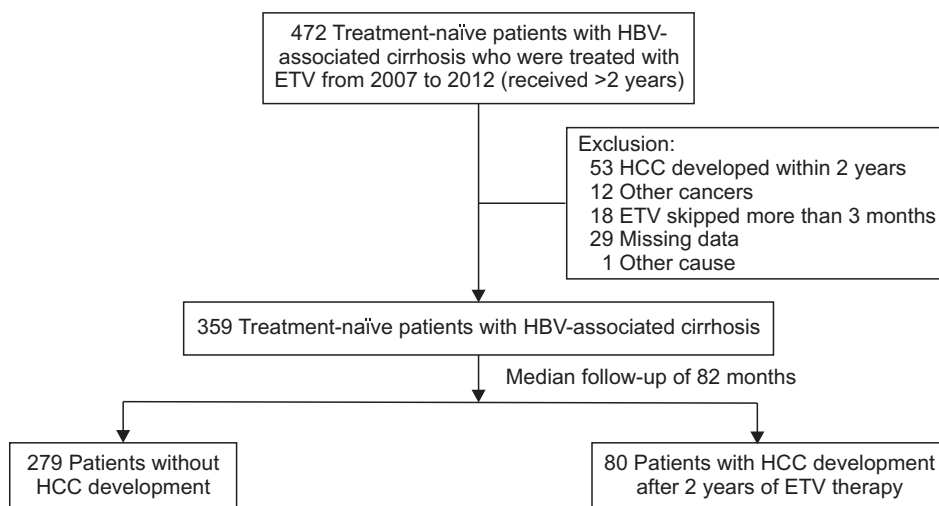 472 Treatment-naïve patients with HBV-
associated cirrhosis who were treated with
ETV from 2007 to 2012 (received >2 years)
Exclusion:
53 HCC developed within 2 years
12 Other cancers
18 ETV skipped more than 3 months
29 Missing data
1 Other cause
359 Treatment-naïve patients with HBV-associated cirrhosis
Median follow-up of 82 months
279 Patients without
HCC development
80 Patients with HCC development
after 2 years of ETV therapy